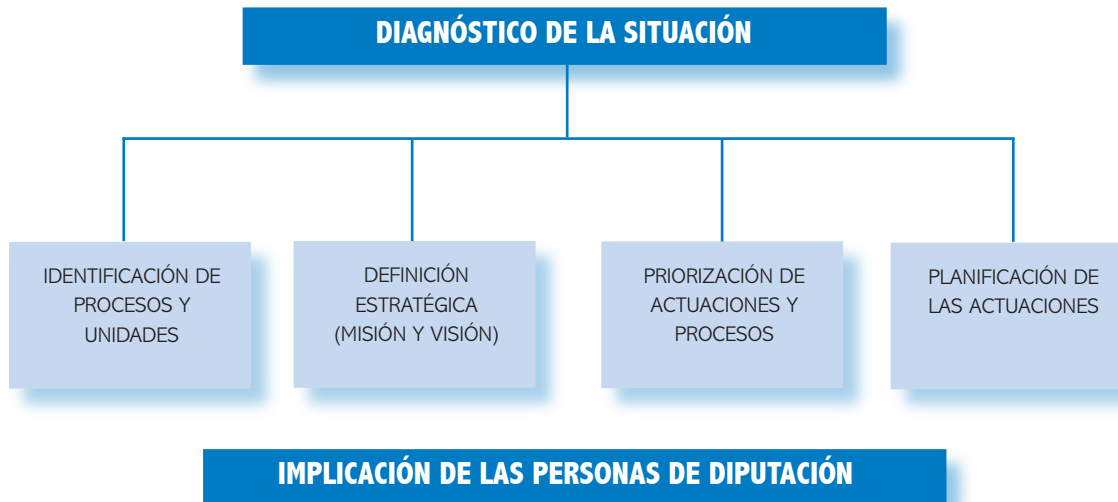 DIAGNÓSTICO DE LA SITUACIÓN
IDENTIFICACIÓN DE
PROCESOS Y
UNIDADES
DEFINICIÓN
ESTRATÉGICA
(MISIÓN Y VISIÓN)
PRIORIZACIÓN DE
ACTUACIONES Y
PROCESOS
PLANIFICACIÓN DE
LAS ACTUACIONES
IMPLICACIÓN DE LAS PERSONAS DE DIPUTACIÓN